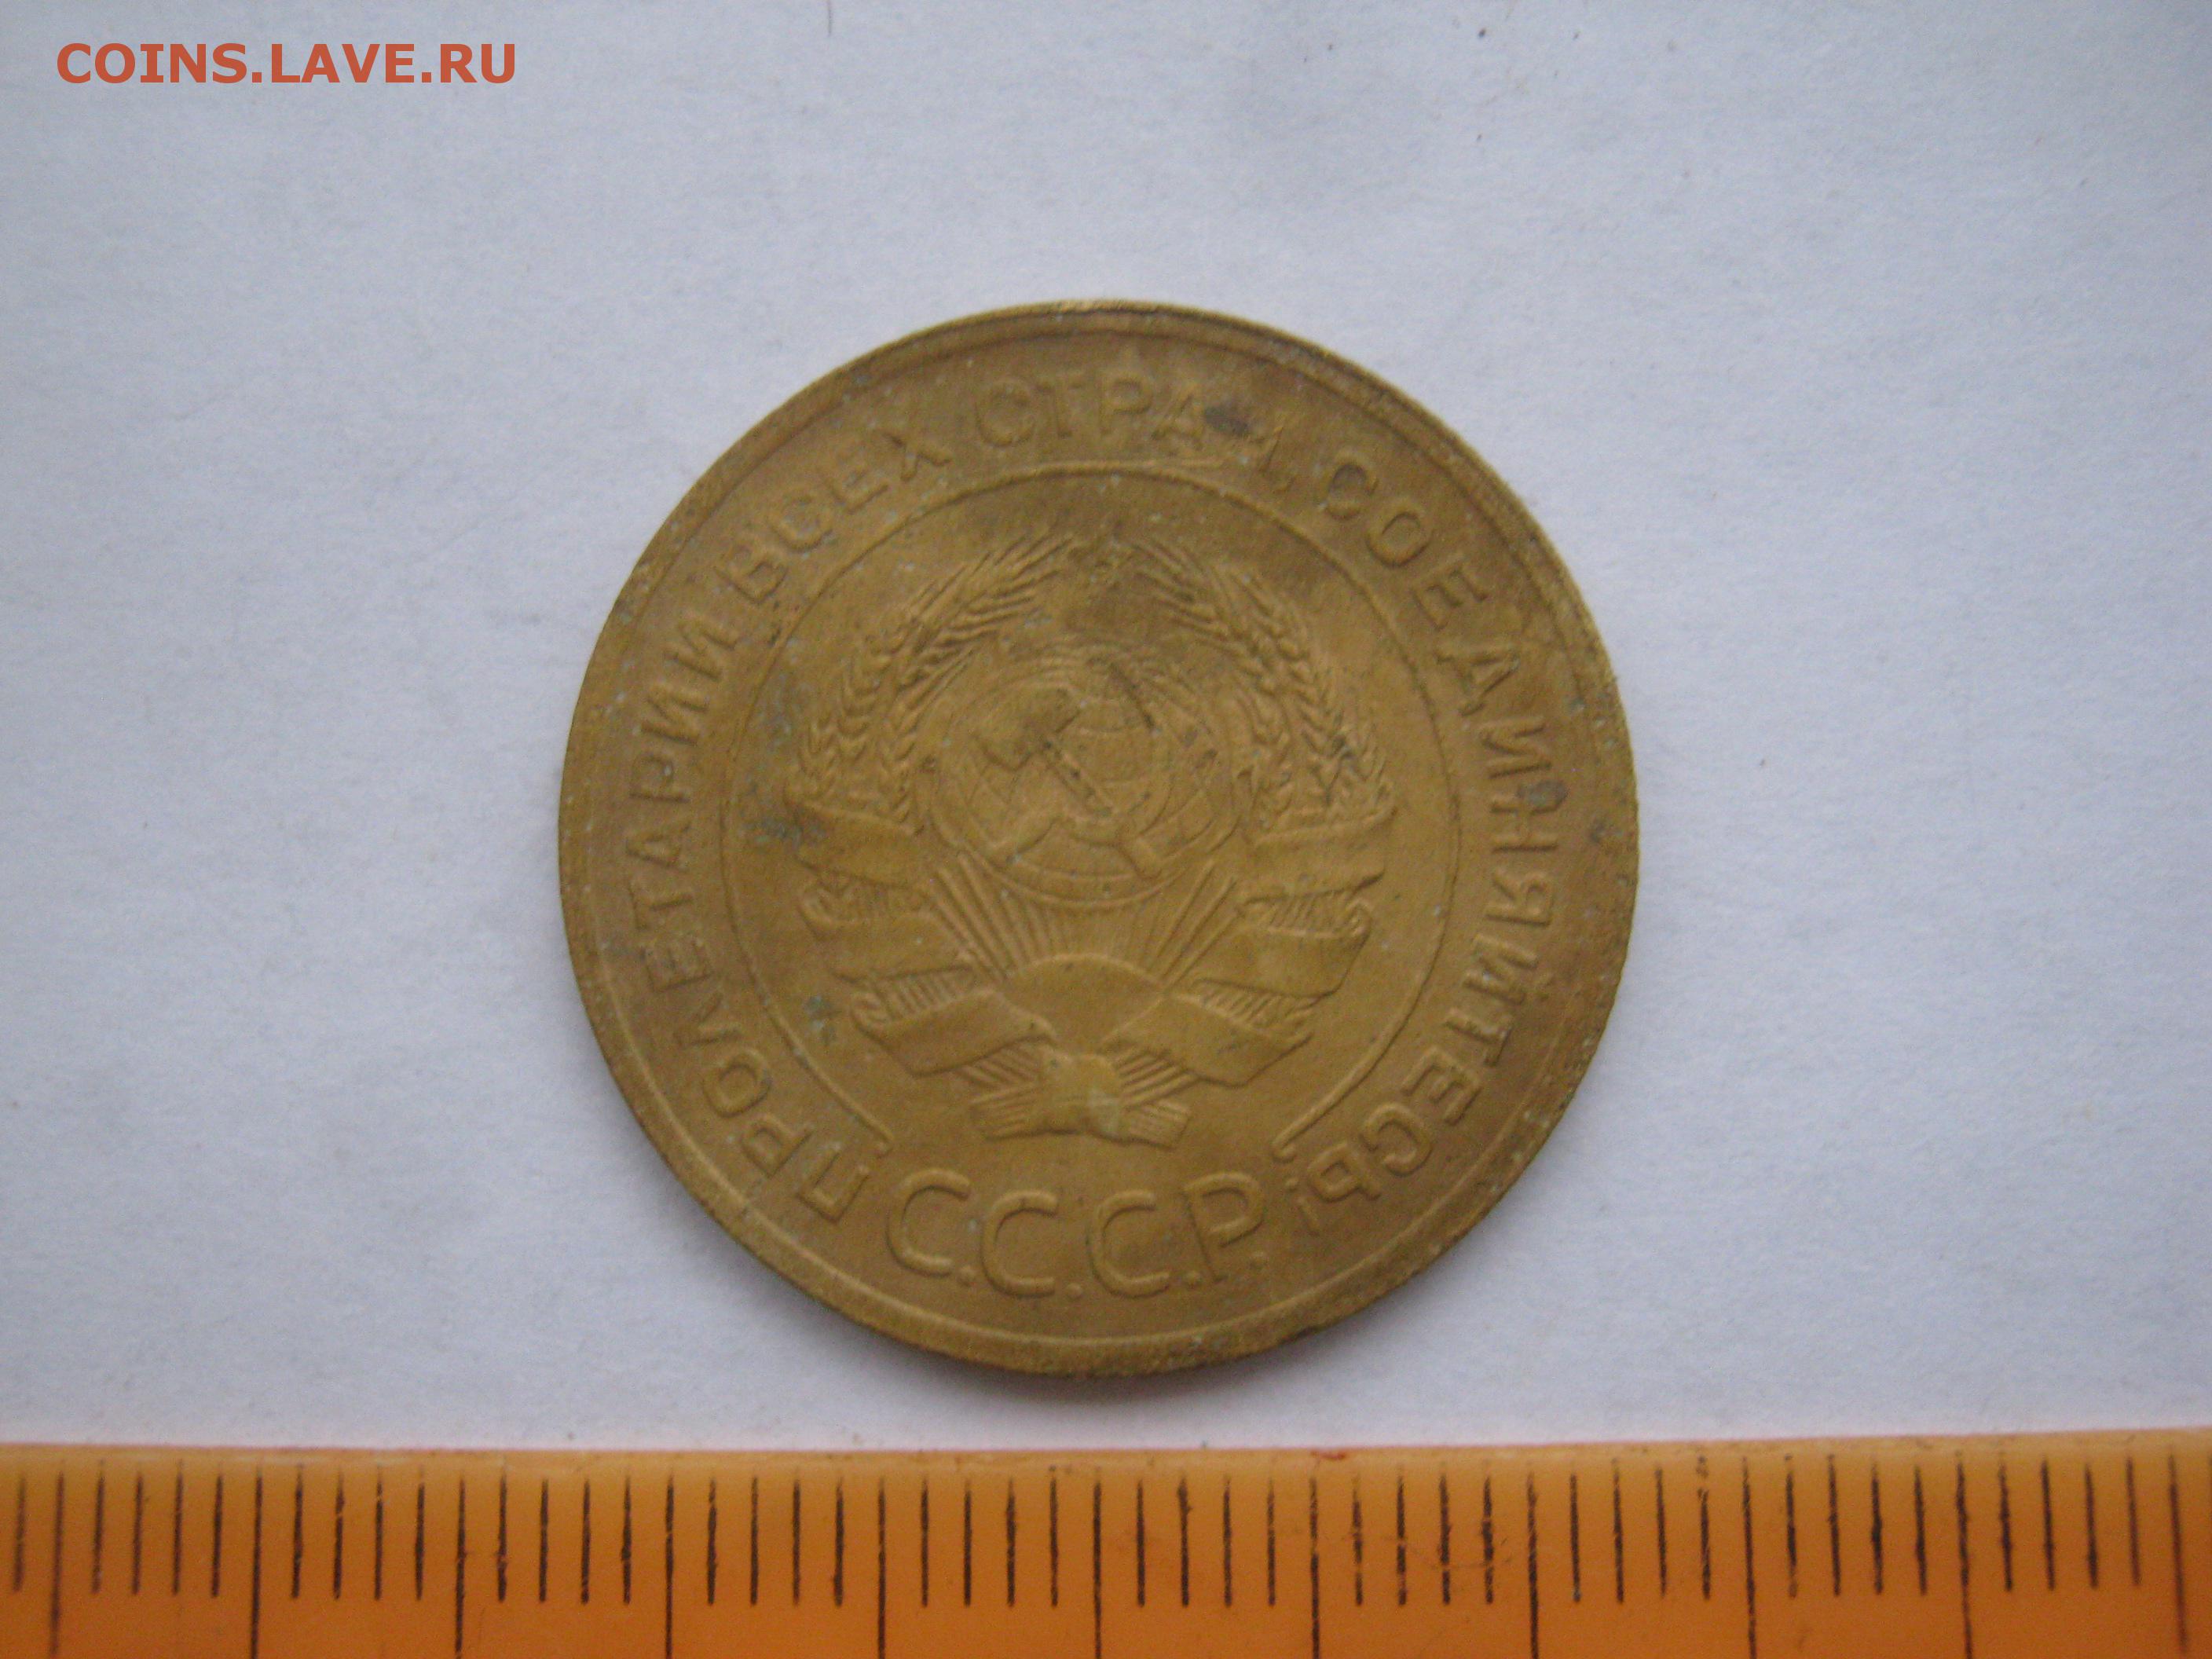 COINS.LAVE.RU
ПРОЛЕТАРИИ ВСЕХ СТРАН, СОЕДИНЯЙТЕСЬ!
С.С.С.Р.